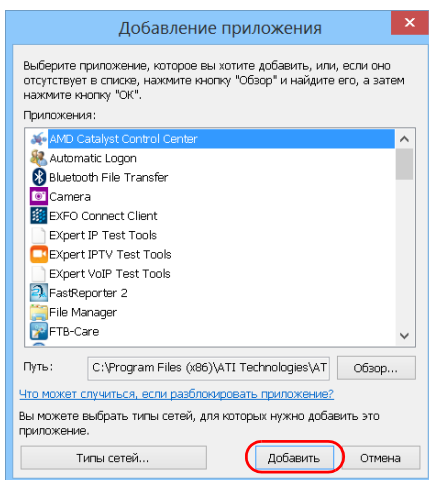 Добавление приложения
Выберите приложение, которое вы хотите добавить, или, если оно
отсутствует в списке, нажмите кнопку "Обзор" и найдите его, а затем
нажмите кнопку "ОК".
Приложения:
AMD Catalyst Control Center
Automatic Logon
Bluetooth File Transfer
Camera
EXFO Connect Client
EXpert IP Test Tools
EXpert IPTV Test Tools
EXpert VoIP Test Tools
FastReporter 2
File Manager
FTB-Care
Путь: C:\Program Files (x86)\ATI Technologies\AT Обзор...
Что может случиться, если разблокировать приложение?
Вы можете выбрать типы сетей, для которых нужно добавить это
приложение.
Типы сетей... Добавить Отмена